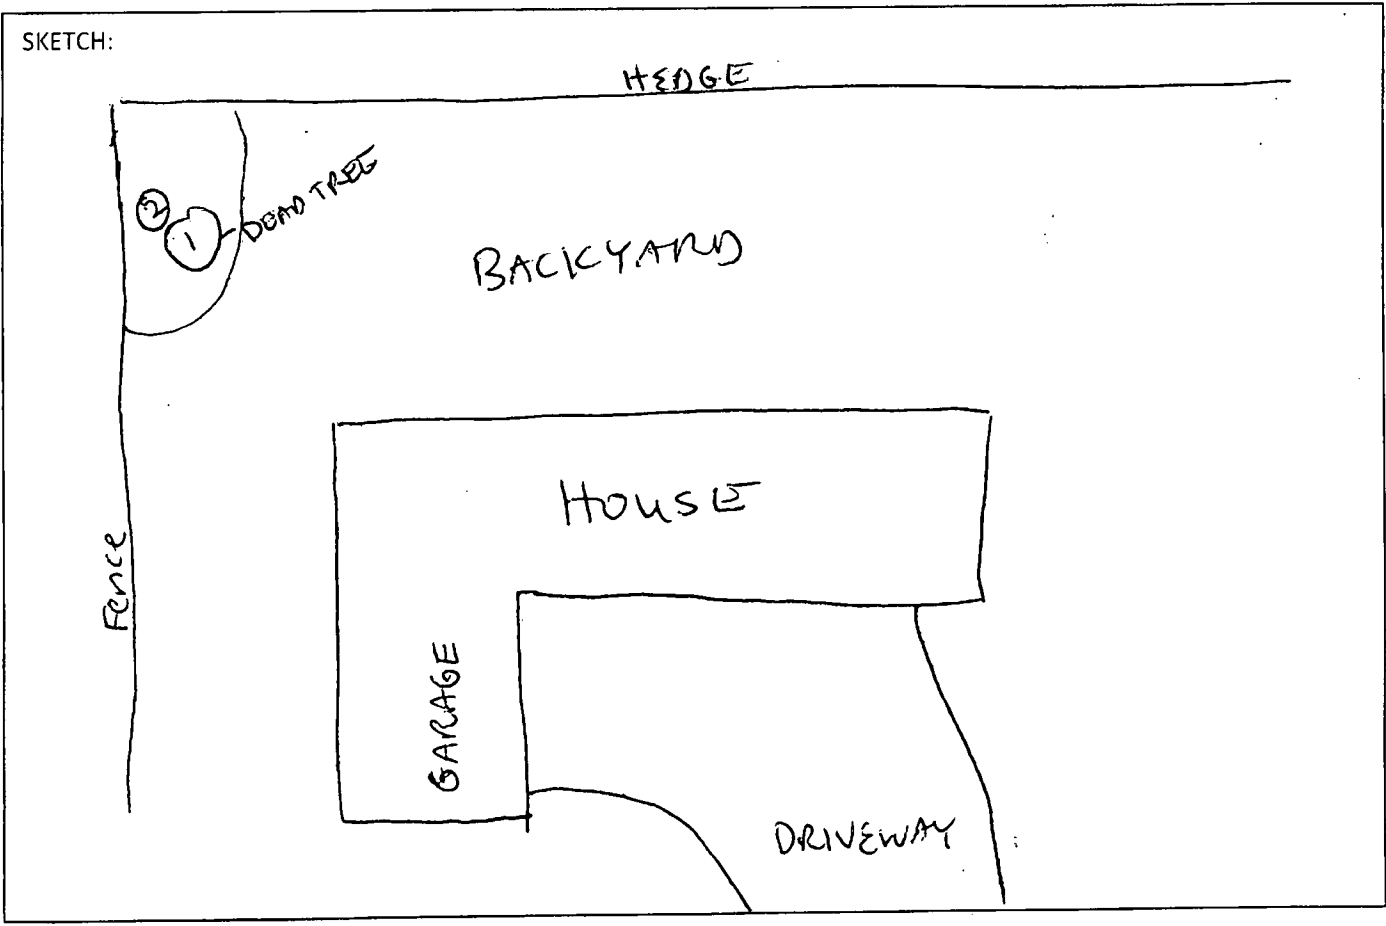 SKETCH:
HEDGE
2
1
DEAD TREE
BACKYARD
HOUSE
Fence
GARAGE
DRIVEWAY